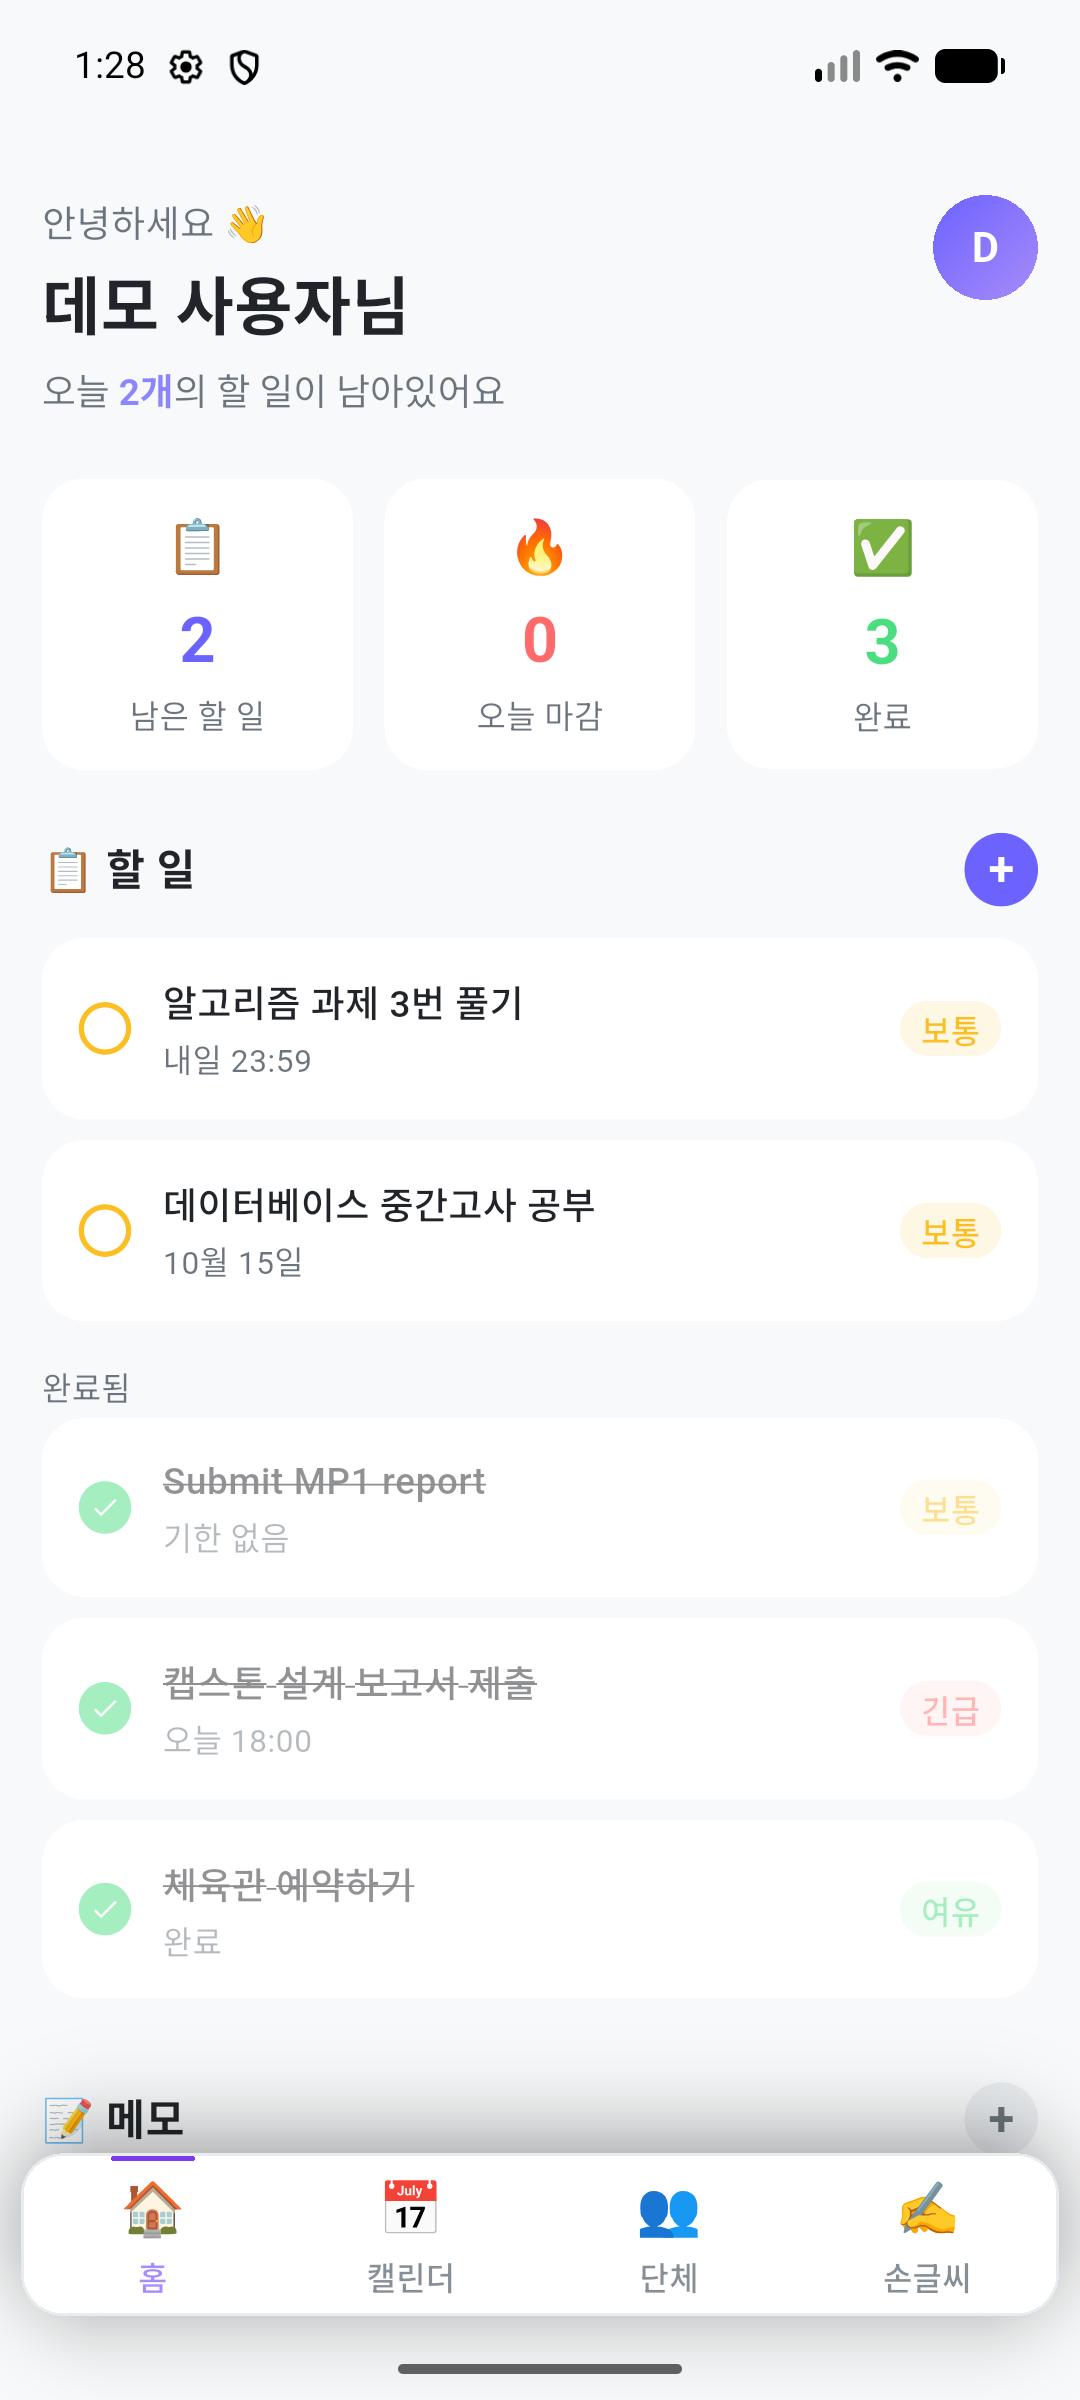 1:28
안녕하세요 👋
D
데모 사용자님
오늘 2개의 할 일이 남아있어요
📋
🔥
✅
2
0
3
남은 할 일
오늘 마감
완료
📋 할 일
+
알고리즘 과제 3번 풀기
내일 23:59
보통
데이터베이스 중간고사 공부
10월 15일
보통
완료됨
Submit MP1 report
기한 없음
보통
캡스톤 설계 보고서 제출
오늘 18:00
긴급
체육관 예약하기
완료
여유
📝 메모
+
July
17
홈
캘린더
단체
손글씨